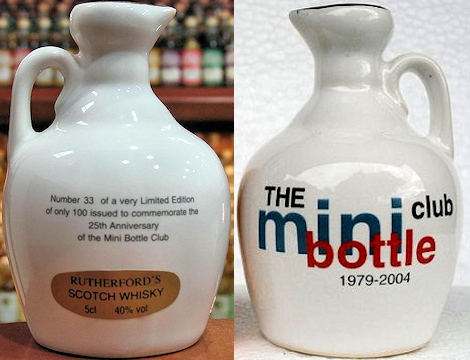 Number 33 of a very Limited Edition
of only 100 issued to commemorate the
25th Anniversary
of the Mini Bottle Club
RUTHERFORD'S
SCOTCH WHISKY
5cl 40% vol
THE
mini club
bottle
1979-2004